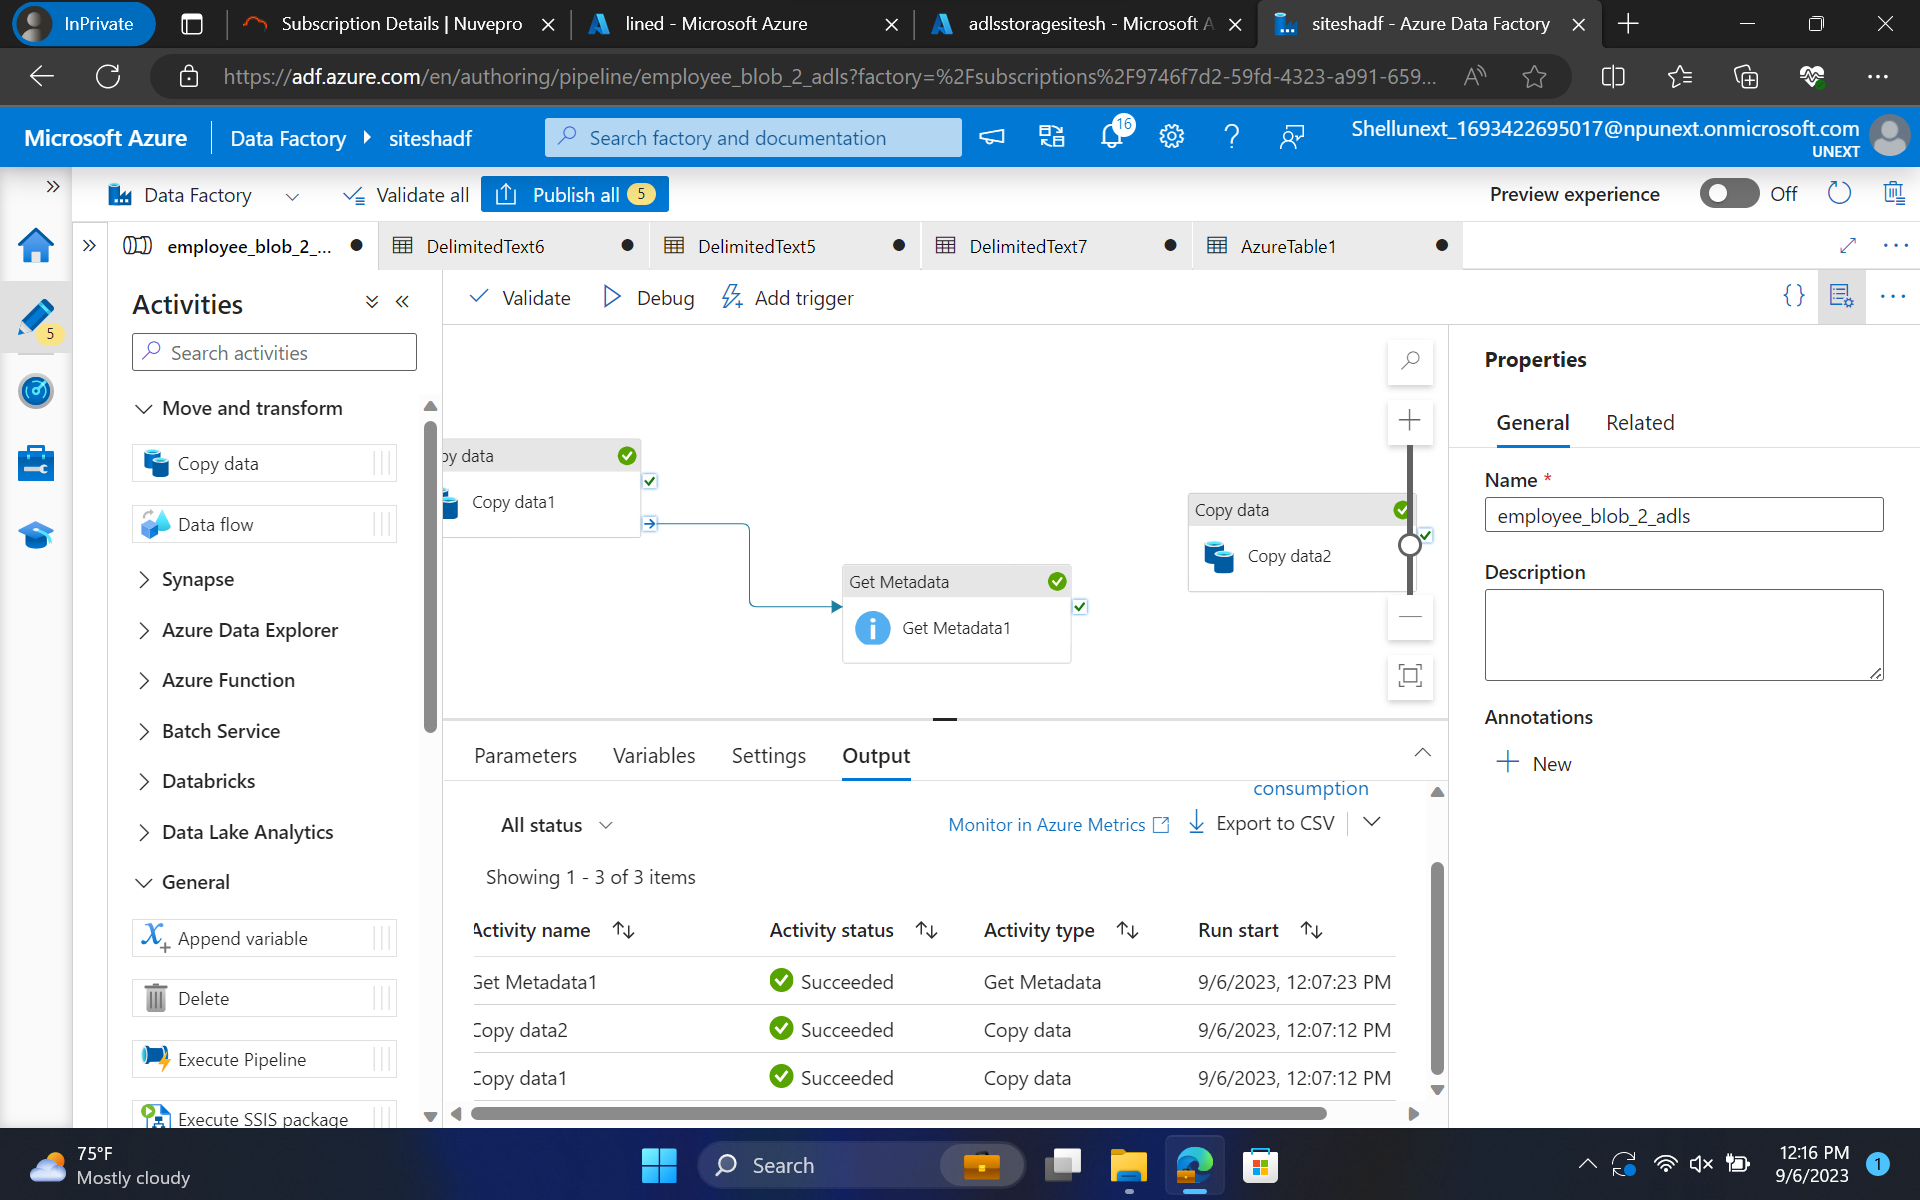 InPrivate
Subscription Details | Nuvepro
lined - Microsoft Azure
adlsstoragesitesh - Microsoft A
siteshadf - Azure Data Factory
https://adf.azure.com/en/authoring/pipeline/employee_blob_2_adls?factory=%2Fsubscriptions%2F9746f7d2-59fd-4323-a991-659...
Microsoft Azure
Data Factory
siteshadf
Search factory and documentation
16
Shellunext_1693422695017@npunext.onmicrosoft.com
UNEXT
Data Factory
Validate all
Publish all 5
Preview experience
Off
employee_blob_2_...
DelimitedText6
DelimitedText5
DelimitedText7
AzureTable1
5
Activities
Search activities
Move and transform
Copy data
Data flow
Synapse
Azure Data Explorer
Azure Function
Batch Service
Databricks
Data Lake Analytics
General
Append variable
Delete
Execute Pipeline
Execute SSIS package
Validate
Debug
Add trigger
py data
Copy data1
Get Metadata
Get Metadata1
Copy data
Copy data2
Parameters
Variables
Settings
Output
consumption
All status
Monitor in Azure Metrics
Export to CSV
Showing 1 - 3 of 3 items
Activity name
Activity status
Activity type
Run start
Get Metadata1
Succeeded
Get Metadata
9/6/2023, 12:07:23 PM
Copy data2
Succeeded
Copy data
9/6/2023, 12:07:12 PM
Copy data1
Succeeded
Copy data
9/6/2023, 12:07:12 PM
Properties
General
Related
Name *
employee_blob_2_adls
Description
Annotations
New
75°F
Mostly cloudy
Search
12:16 PM
9/6/2023
1